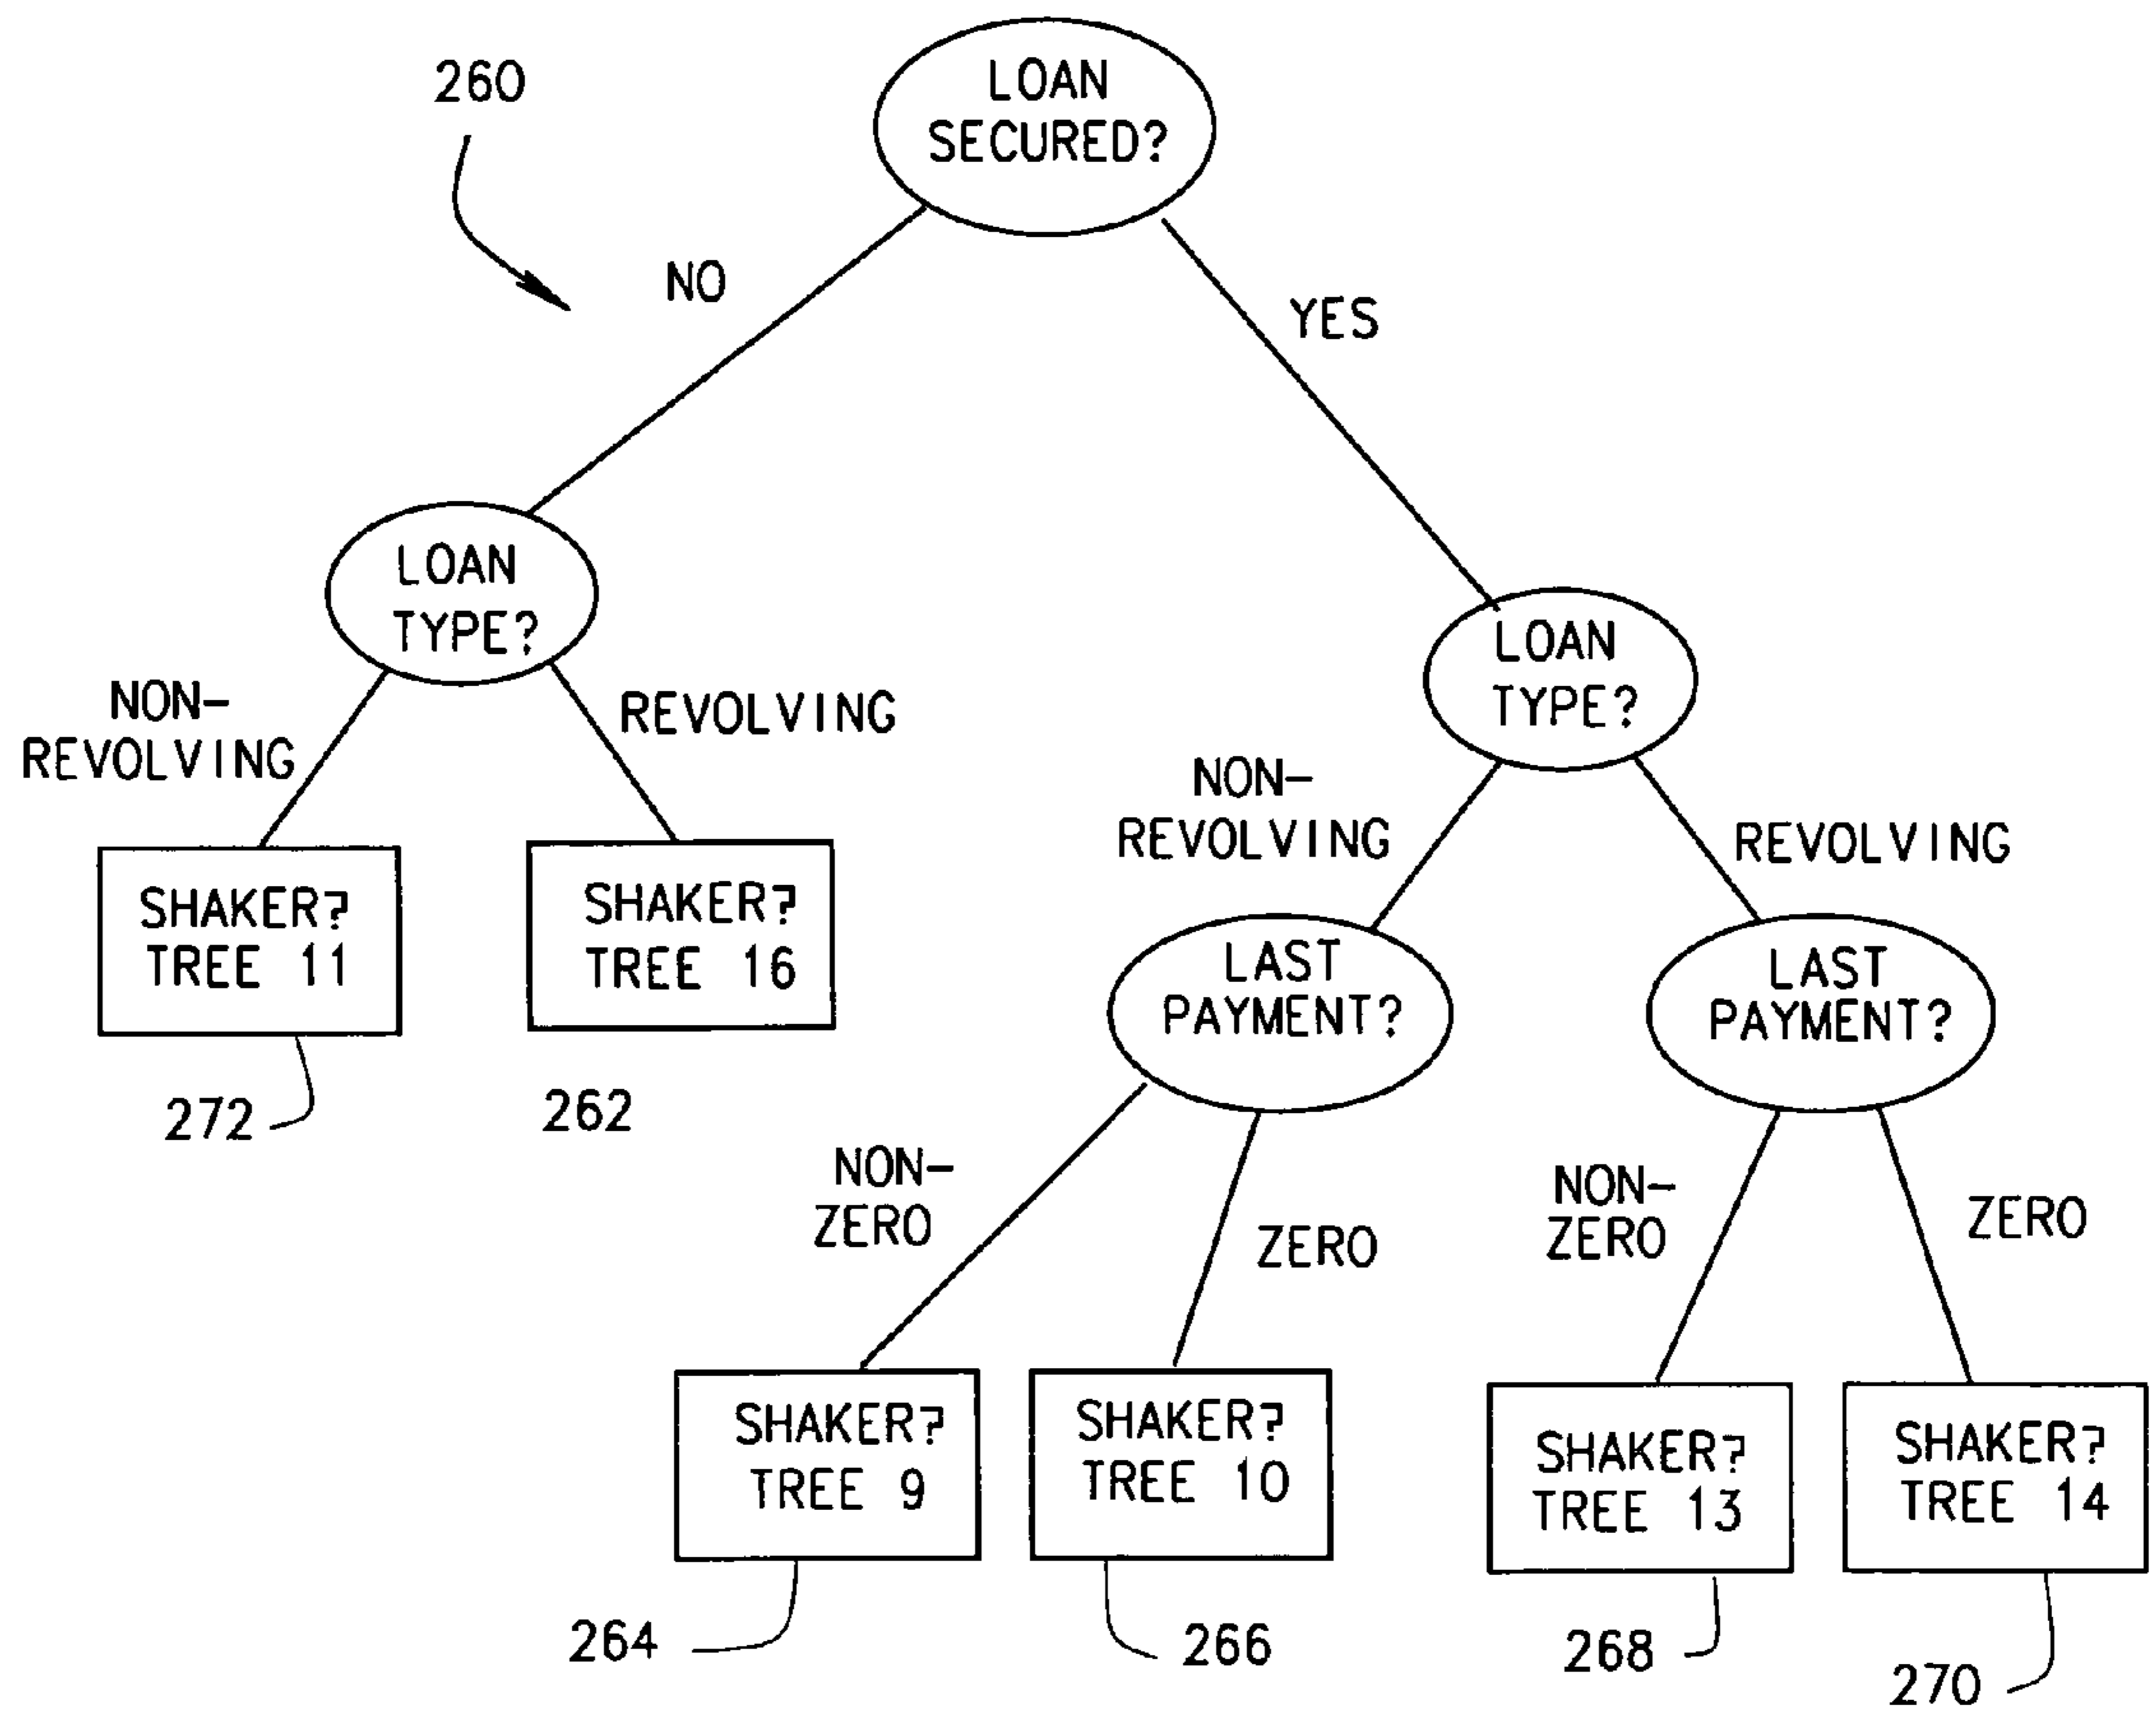 260
LOAN
SECURED?
NO
YES
LOAN
TYPE?
LOAN
TYPE?
NON-
REVOLVING
REVOLVING
NON-
REVOLVING
REVOLVING
SHAKER?
TREE 11
SHAKER?
TREE 16
272
262
LAST
PAYMENT?
LAST
PAYMENT?
NON-
ZERO
ZERO
NON-
ZERO
ZERO
SHAKER?
TREE 9
SHAKER?
TREE 10
SHAKER?
TREE 13
SHAKER?
TREE 14
264
266
268
270